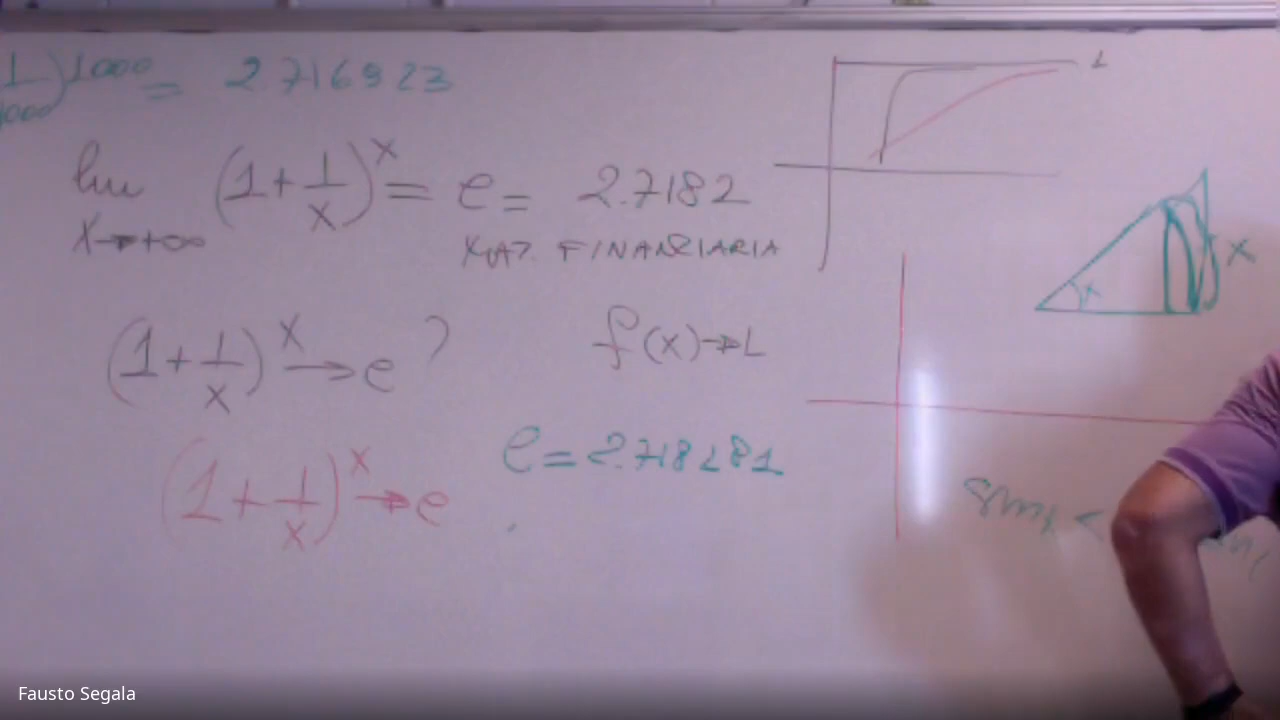 1/1000)^1000 = 2.716923
L
lim x→+∞ (1+1/x)^x = e = 2.7182
MAT. FINANZIARIA
x
x
(1+1/x)^x → e ?
f(x)→L
(1+1/x)^x → e
e=2.718281
Fausto Segala